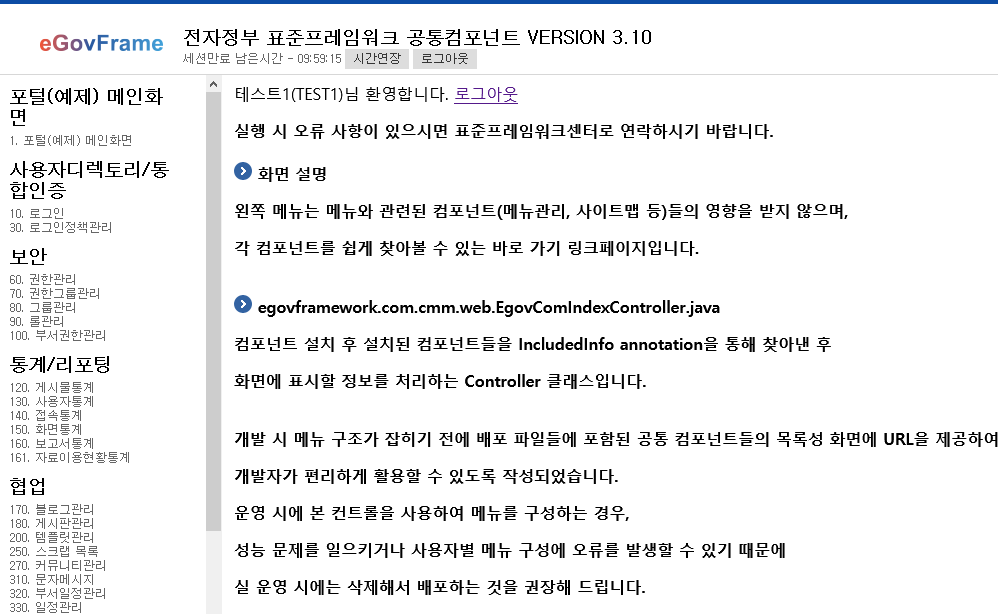 eGovFrame
전자정부 표준프레임워크 공통컴포넌트 VERSION 3.10
세션만료 남은시간 - 09:59:15 시간연장 로그아웃
포털(예제) 메인화
면
1. 포털(예제) 메인화면
사용자디렉토리/통
합인증
10. 로그인
30. 로그인정책관리
보안
60. 권한관리
70. 권한그룹관리
80. 그룹관리
90. 롤관리
100. 부서권한관리
통계/리포팅
120. 게시물통계
130. 사용자통계
140. 접속통계
150. 화면통계
160. 보고서통계
161. 자료이용현황통계
협업
170. 블로그관리
180. 게시판관리
200. 템플릿관리
250. 스크랩 목록
270. 커뮤니티관리
310. 문자메시지
320. 부서일정관리
330. 일정관리
테스트1(TEST1)님 환영합니다. 로그아웃
실행 시 오류 사항이 있으시면 표준프레임워크센터로 연락하시기 바랍니다.
화면 설명
왼쪽 메뉴는 메뉴와 관련된 컴포넌트(메뉴관리, 사이트맵 등)들의 영향을 받지 않으며,
각 컴포넌트를 쉽게 찾아볼 수 있는 바로 가기 링크페이지입니다.
egovframework.com.cmm.web.EgovComIndexController.java
컴포넌트 설치 후 설치된 컴포넌트들을 IncludedInfo annotation을 통해 찾아낸 후
화면에 표시할 정보를 처리하는 Controller 클래스입니다.
개발 시 메뉴 구조가 잡히기 전에 배포 파일들에 포함된 공통 컴포넌트들의 목록성 화면에 URL을 제공하여
개발자가 편리하게 활용할 수 있도록 작성되었습니다.
운영 시에 본 컨트롤을 사용하여 메뉴를 구성하는 경우,
성능 문제를 일으키거나 사용자별 메뉴 구성에 오류를 발생할 수 있기 때문에
실 운영 시에는 삭제해서 배포하는 것을 권장해 드립니다.